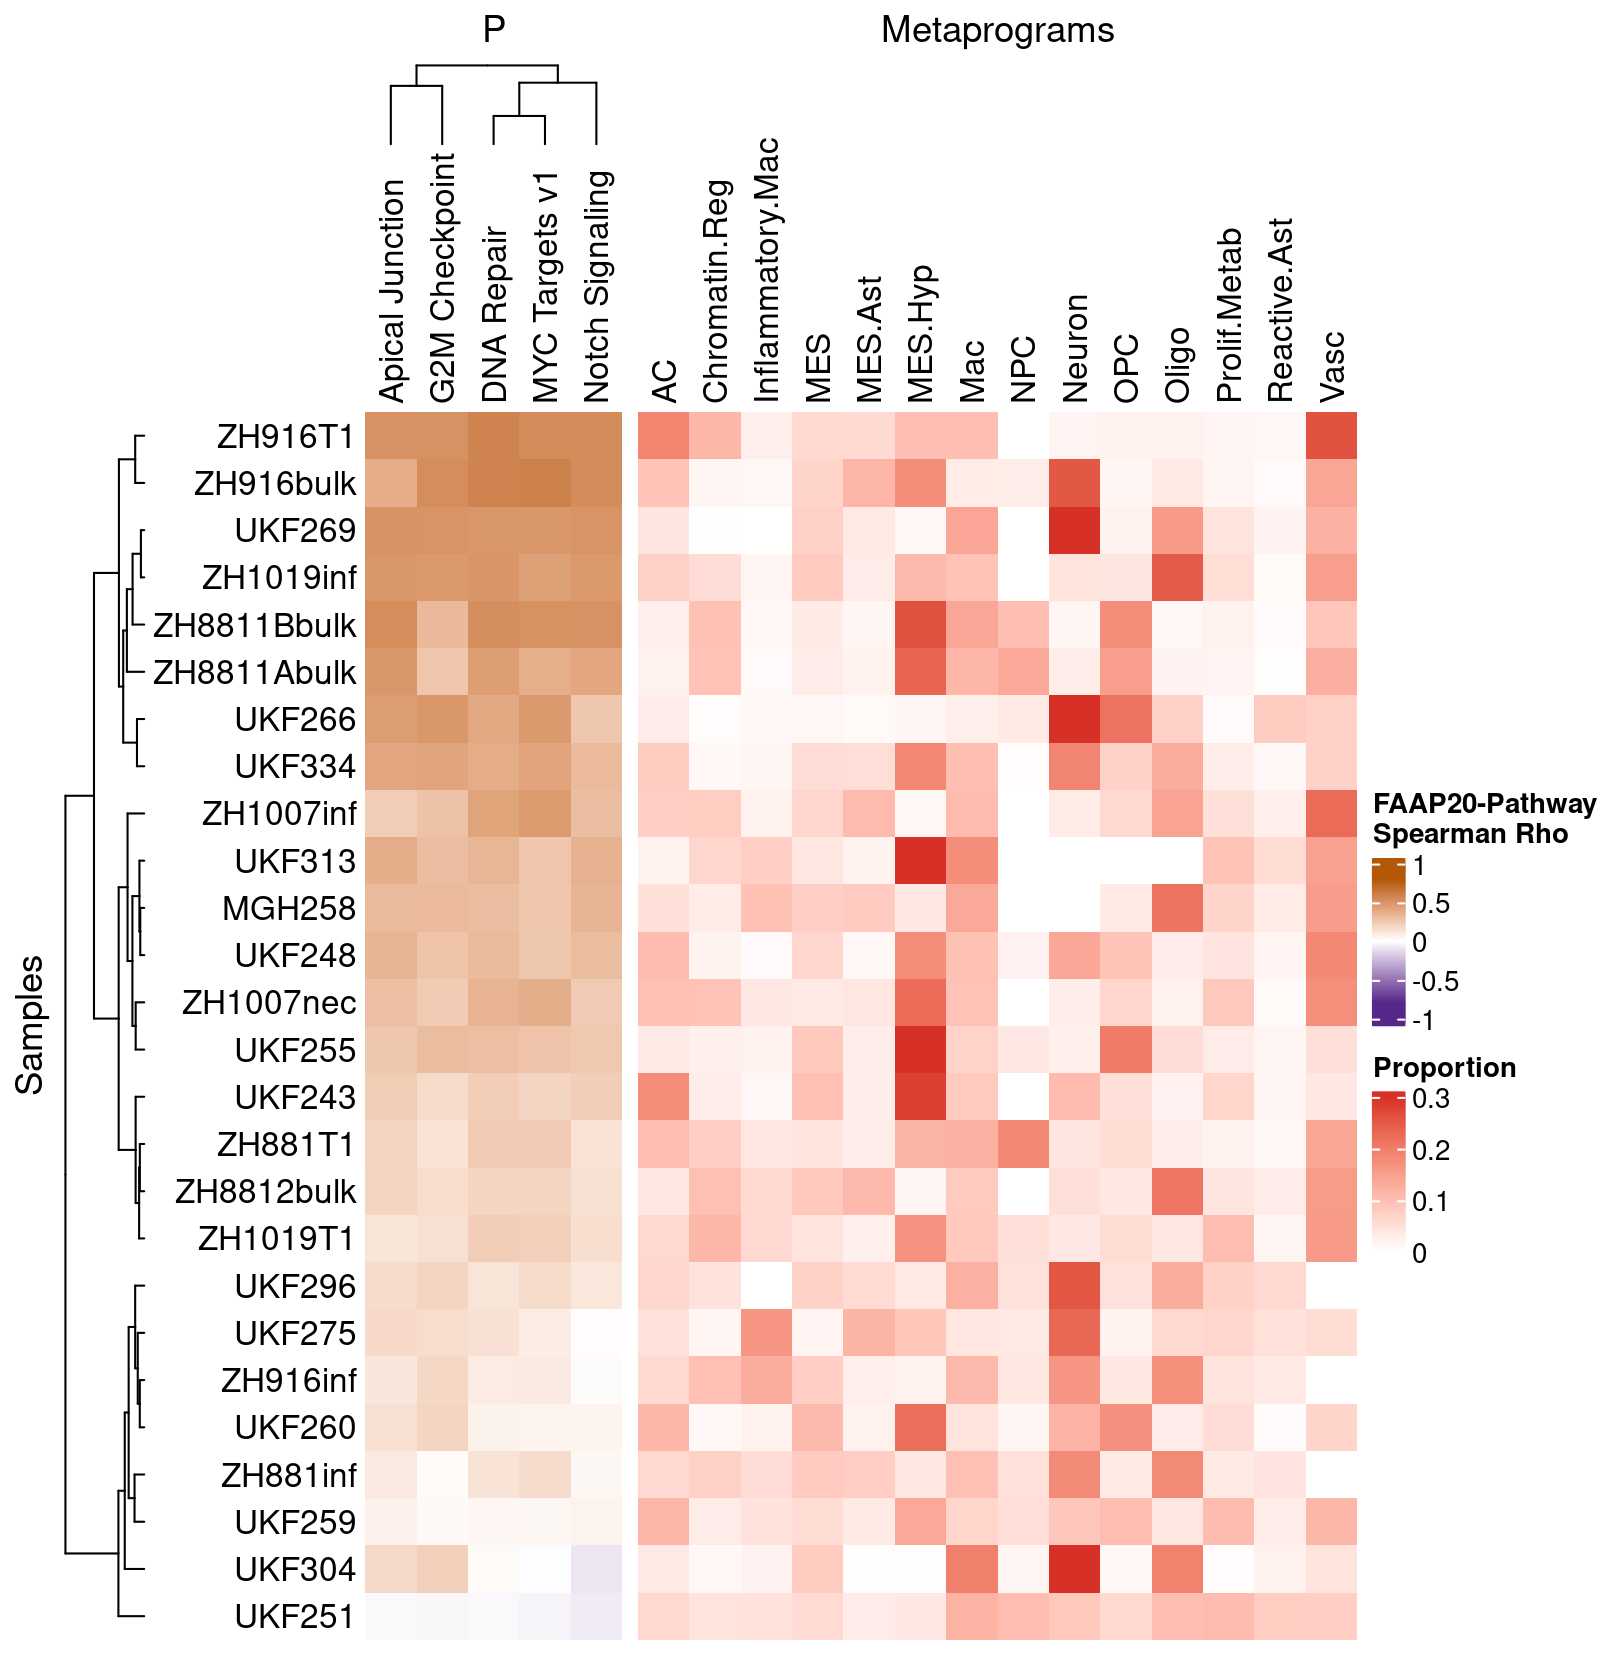 P
Metaprograms
Apical Junction
G2M Checkpoint
DNA Repair
MYC Targets v1
Notch Signaling
AC
Chromatin.Reg
Inflammatory.Mac
MES
MES.Ast
MES.Hyp
Mac
NPC
Neuron
OPC
Oligo
Prolif.Metab
Reactive.Ast
Vasc
Samples
ZH916T1
ZH916bulk
UKF269
ZH1019inf
ZH8811Bbulk
ZH8811Abulk
UKF266
UKF334
ZH1007inf
UKF313
MGH258
UKF248
ZH1007nec
UKF255
UKF243
ZH881T1
ZH8812bulk
ZH1019T1
UKF296
UKF275
ZH916inf
UKF260
ZH881inf
UKF259
UKF304
UKF251
FAAP20-Pathway
Spearman Rho
1
0.5
0
-0.5
-1
Proportion
0.3
0.2
0.1
0